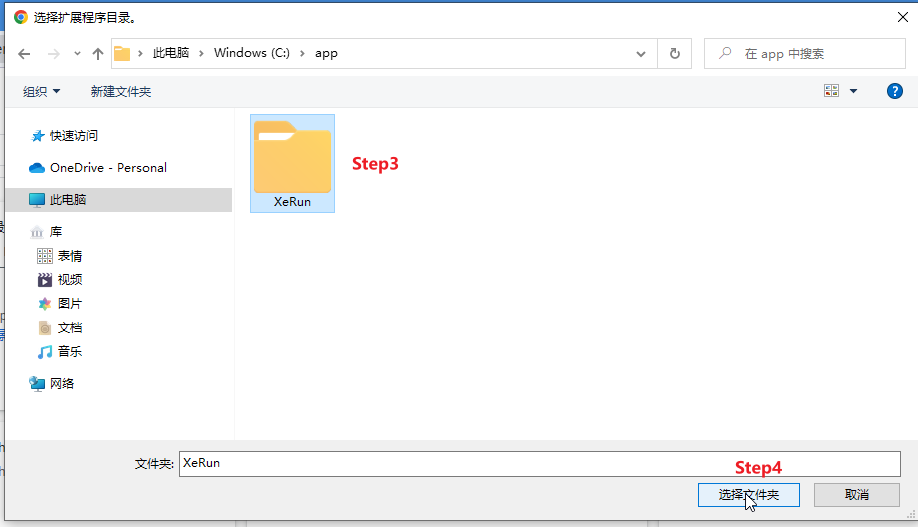 选择扩展程序目录。
此电脑 › Windows (C:) › app
在 app 中搜索
组织 新建文件夹
快速访问
OneDrive - Personal
此电脑
库
表情
视频
图片
文档
音乐
网络
XeRun
Step3
文件夹: XeRun
Step4
选择文件夹 取消